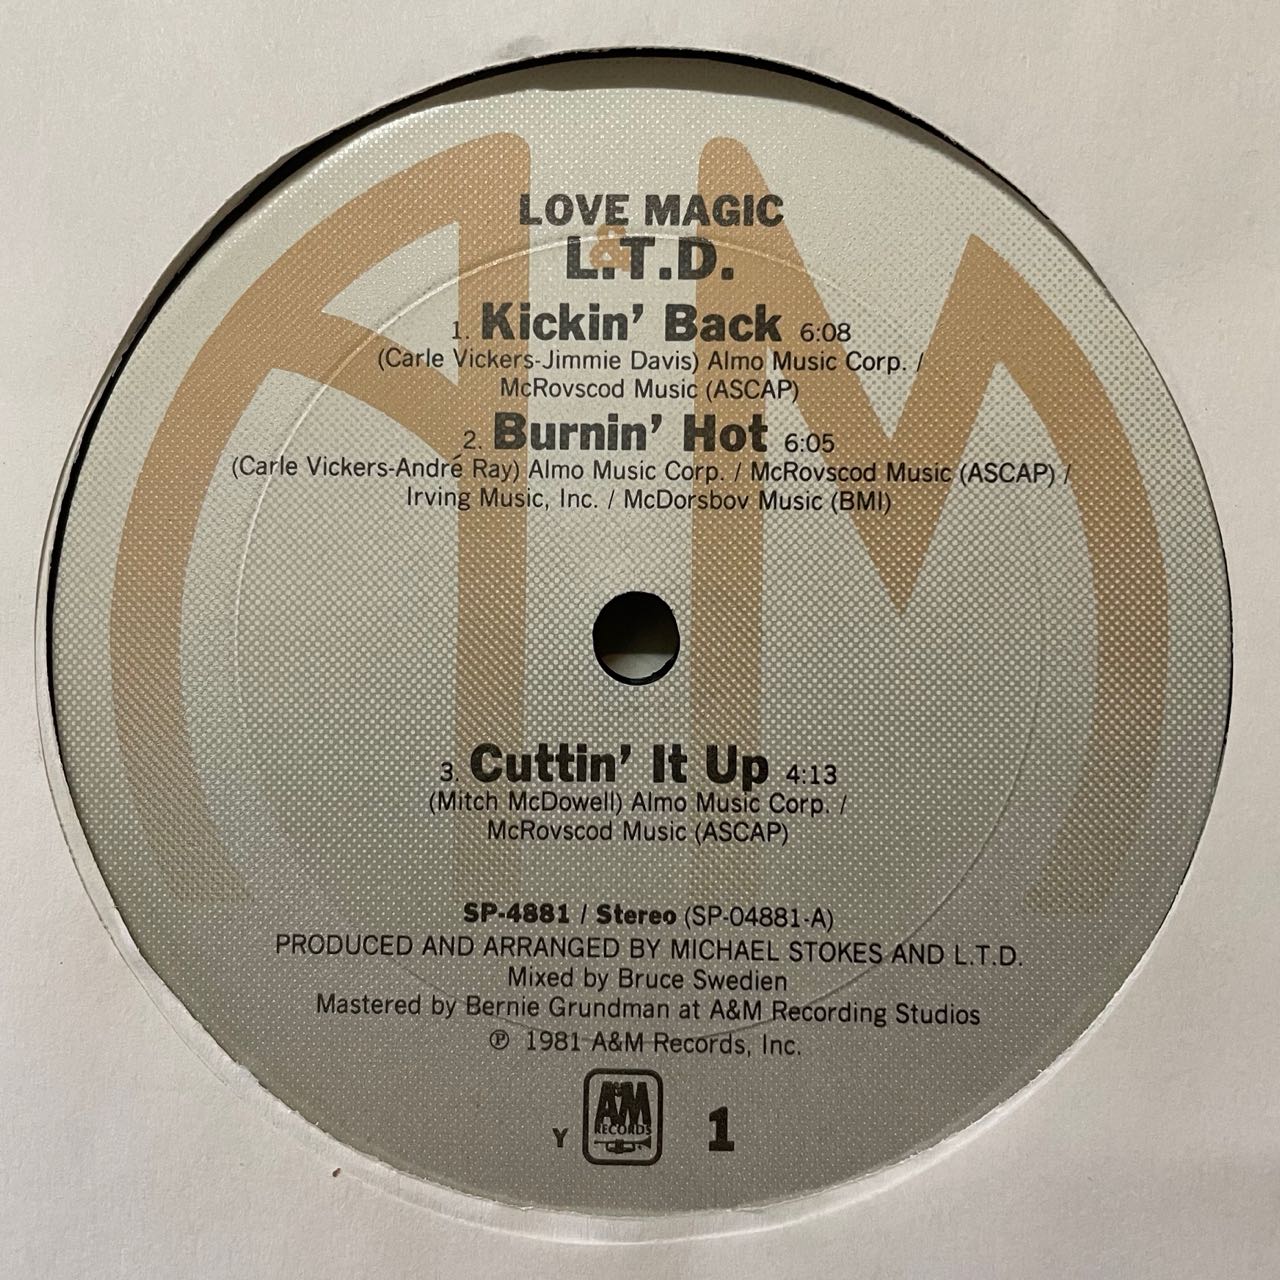 LOVE MAGIC
&
L.T.D.
1. Kickin' Back 6:08
(Carle Vickers-Jimmie Davis) Almo Music Corp. /
McRovscod Music (ASCAP)
2. Burnin' Hot 6:05
(Carle Vickers-André Ray) Almo Music Corp. / McRovscod Music (ASCAP) /
Irving Music, Inc. / McDorsbov Music (BMI)
3. Cuttin' It Up 4:13
(Mitch McDowell) Almo Music Corp. /
McRovscod Music (ASCAP)
SP-4881 / Stereo (SP-04881-A)
PRODUCED AND ARRANGED BY MICHAEL STOKES AND L.T.D.
Mixed by Bruce Swedien
Mastered by Bernie Grundman at A&M Recording Studios
℗ 1981 A&M Records, Inc.
Y A&M RECORDS 1